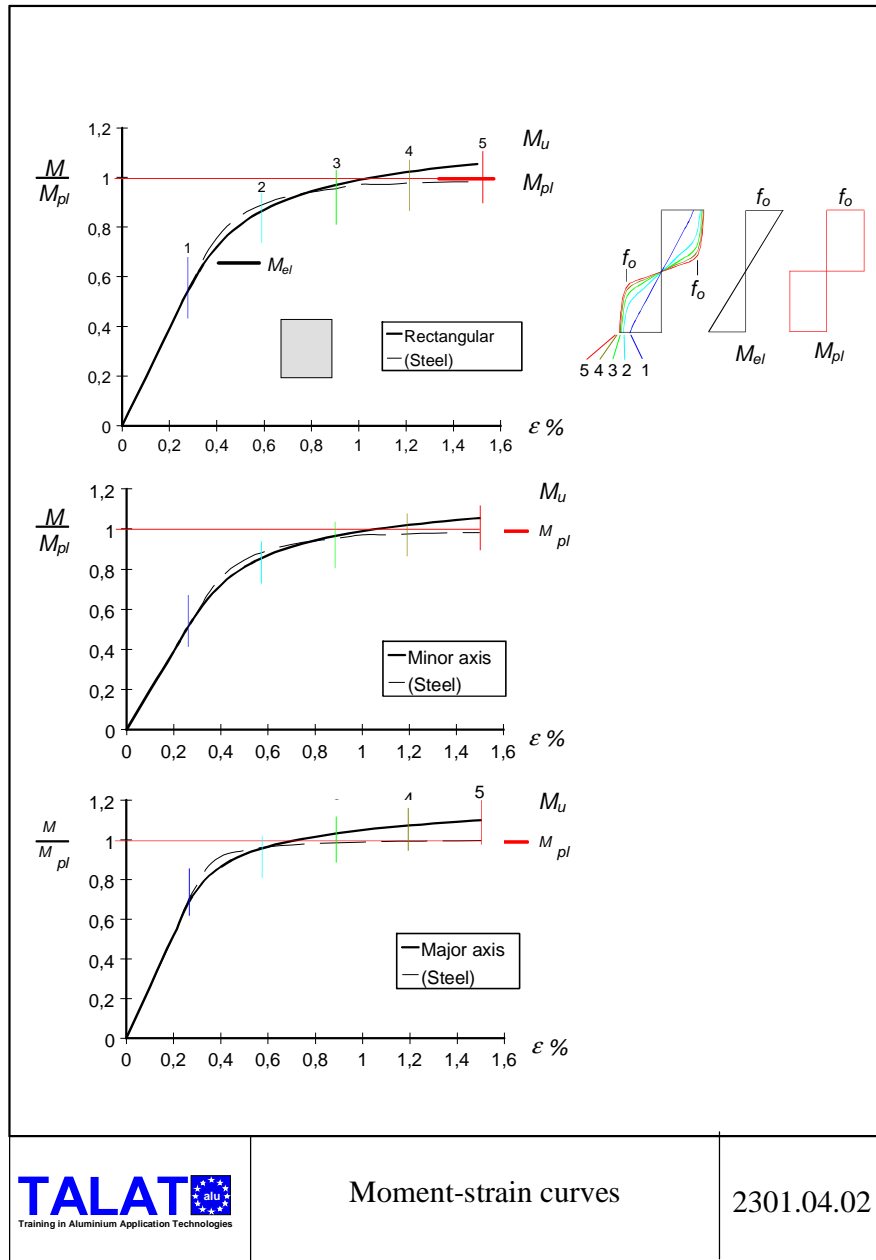 1,2
1
0,8
0,6
0,4
0,2
0
M
Mpl
1
2
3
4
5
Mu
Mpl
Mel
Rectangular
(Steel)
0 0,2 0,4 0,6 0,8 1 1,2 1,4 1,6
ε %
fo
fo
5 4 3 2 1
fo
Mel
fo
Mpl
1,2
1
0,8
0,6
0,4
0,2
0
M
Mpl
Mu
M pl
Minor axis
(Steel)
0 0,2 0,4 0,6 0,8 1 1,2 1,4 1,6
ε %
1,2
1
0,8
0,6
0,4
0,2
0
M
M pl
4
5
Mu
M pl
Major axis
(Steel)
0 0,2 0,4 0,6 0,8 1 1,2 1,4 1,6
ε %
TALAT alu
Training in Aluminium Application Technologies
Moment-strain curves
2301.04.02